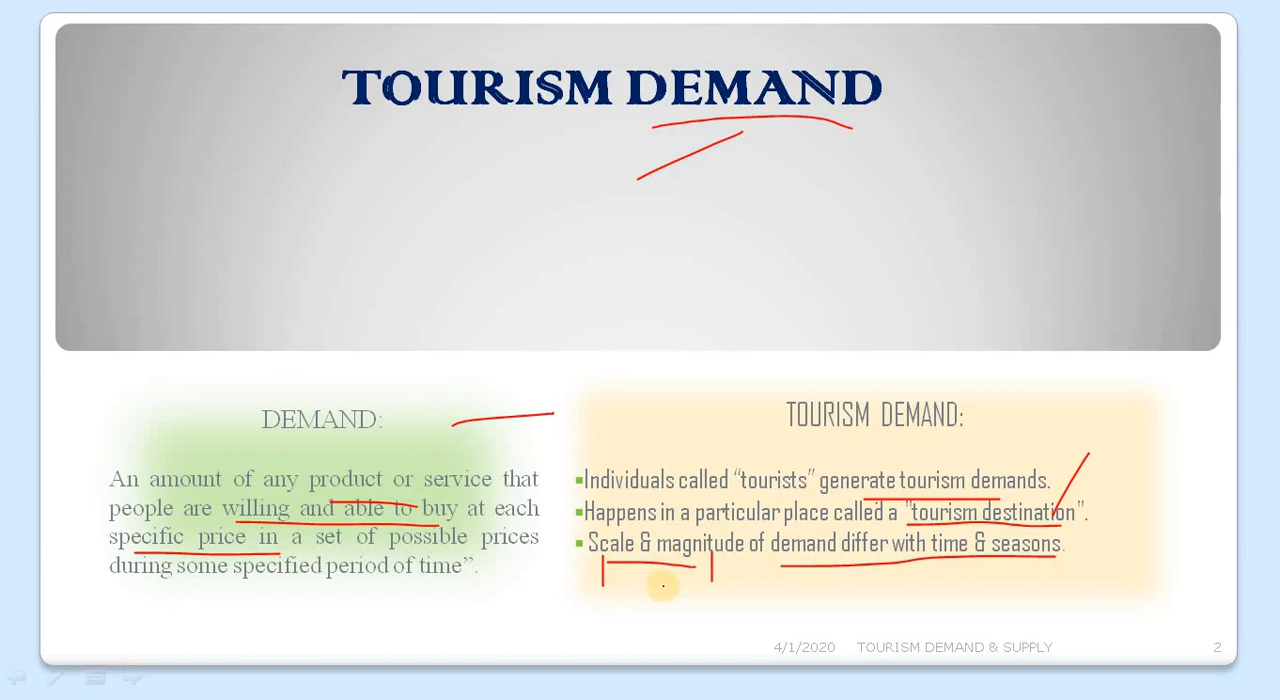 TOURISM DEMAND
DEMAND:
An amount of any product or service that
people are willing and able to buy at each
specific price in a set of possible prices
during some specified period of time”.
TOURISM DEMAND:
Individuals called “tourists” generate tourism demands.
Happens in a particular place called a "tourism destination”.
Scale & magnitude of demand differ with time & seasons.
4/1/2020 TOURISM DEMAND & SUPPLY 2